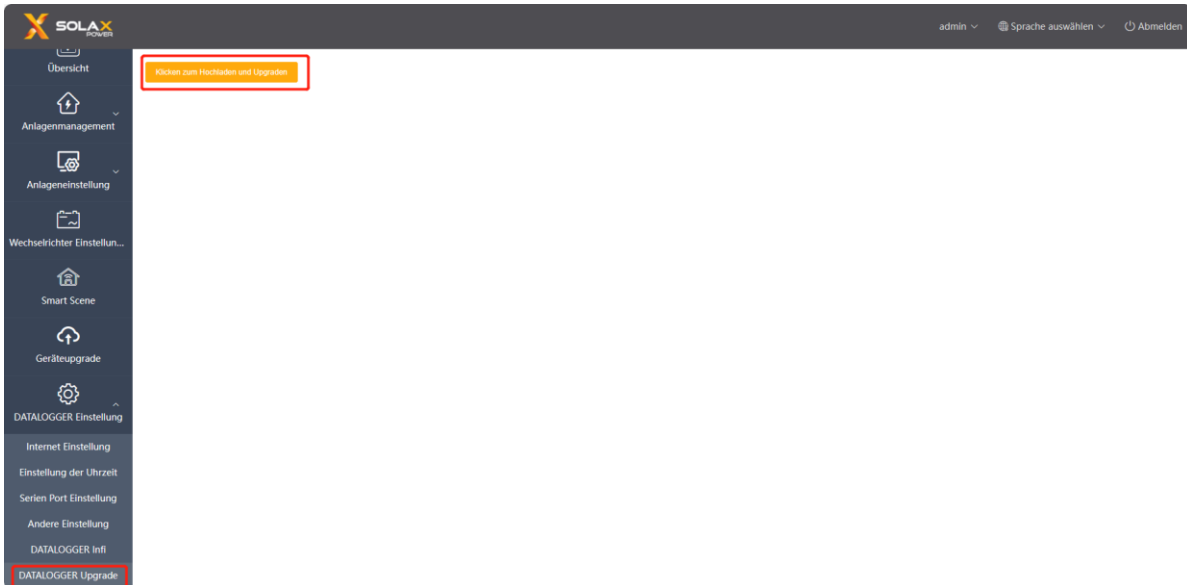 SOLAX
POWER
admin
Sprache auswählen
Abmelden
Übersicht
Klicken zum Hochladen und Upgraden
Anlagenmanagement
Anlageneinstellung
Wechselrichter Einstellun...
Smart Scene
Geräteupgrade
DATALOGGER Einstellung
Internet Einstellung
Einstellung der Uhrzeit
Serien Port Einstellung
Andere Einstellung
DATALOGGER Infi
DATALOGGER Upgrade